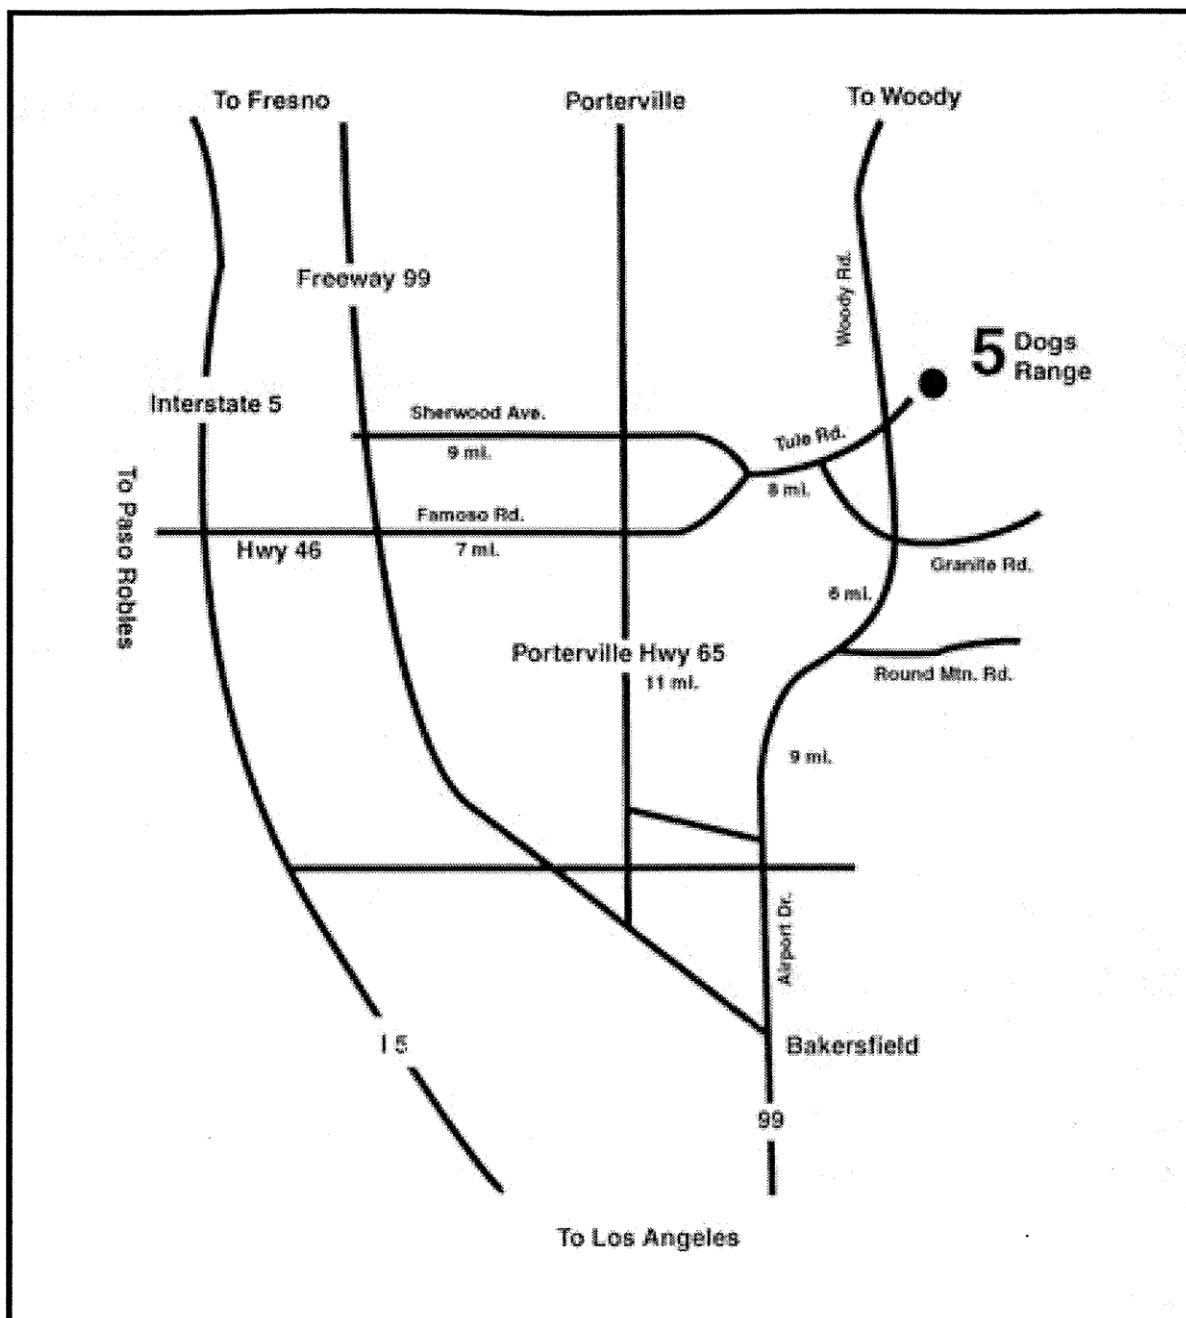 To Fresno
Porterville
To Woody
Freeway 99
Woody Rd.
5 Dogs
Range
Interstate 5
Sherwood Ave.
9 mi.
Tule Rd.
8 mi.
To Paso Robles
Famoso Rd.
7 mi.
Hwy 46
Granite Rd.
6 mi.
Porterville Hwy 65
11 mi.
Round Mtn. Rd.
9 mi.
Airport Dr.
I 5
Bakersfield
99
To Los Angeles